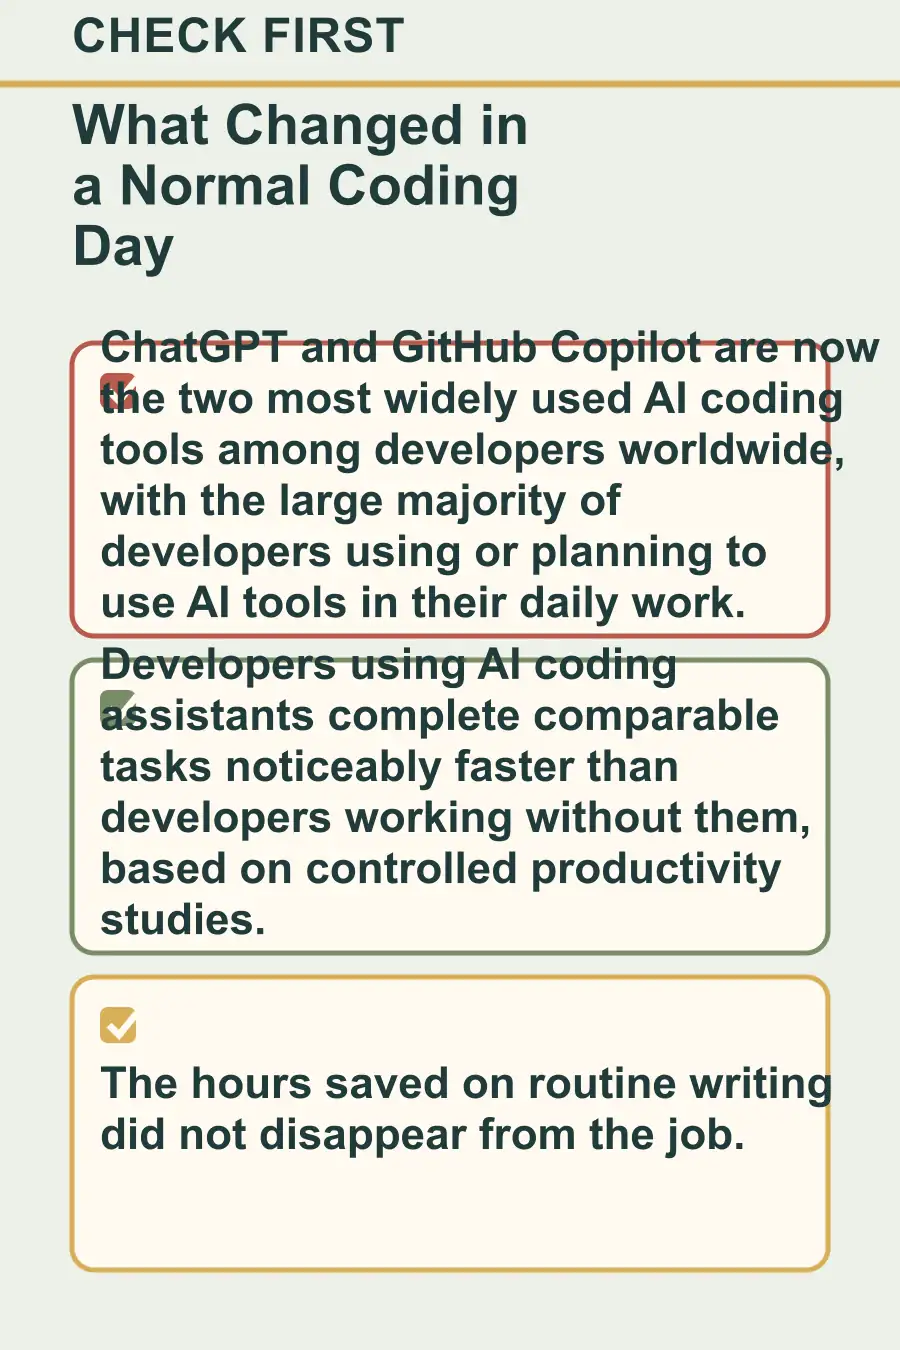 CHECK FIRST
What Changed in
a Normal Coding
Day
ChatGPT and GitHub Copilot are now
the two most widely used AI coding
tools among developers worldwide,
with the large majority of
developers using or planning to
use AI tools in their daily work.
Developers using AI coding
assistants complete comparable
tasks noticeably faster than
developers working without them,
based on controlled productivity
studies.
The hours saved on routine writing
did not disappear from the job.